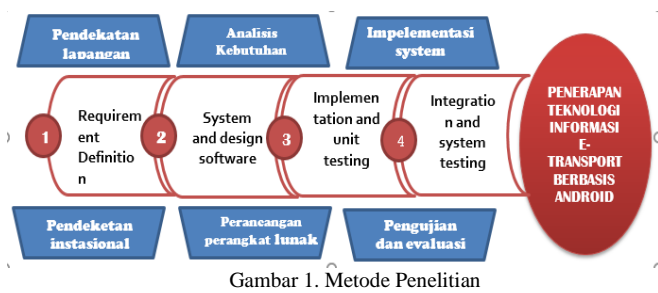 Pendekatan
lapangan
Analisis
Kebutuhan
Impelementasi
system
1
Requirem
ent
Definitio
n
2
System
and design
software
3
Implemen
tation and
unit
testing
4
Integratio
n and
system
testing
PENERAPAN
TEKNOLOGI
INFORMASI
E-
TRANSPORT
BERBASIS
ANDROID
Pendeketan
instasional
Perancangan
perangkat lunak
Pengujian
dan evaluasi
Gambar 1. Metode Penelitian